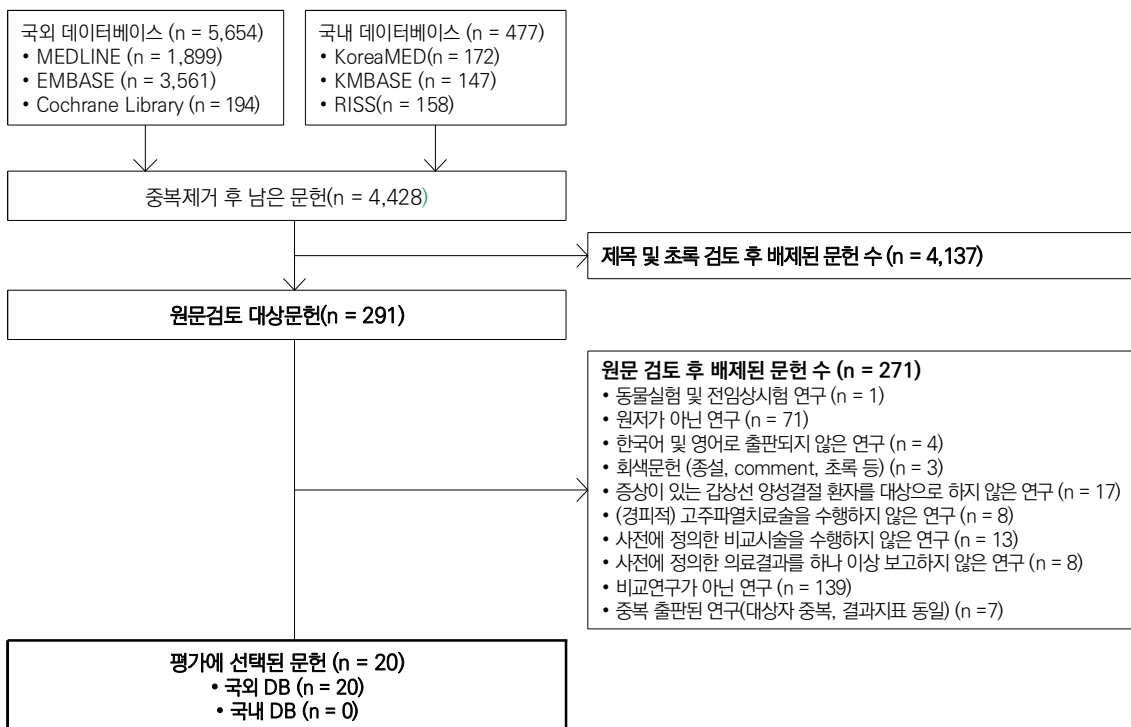 국외 데이터베이스 (n = 5,654)
• MEDLINE (n = 1,899)
• EMBASE (n = 3,561)
• Cochrane Library (n = 194)
국내 데이터베이스 (n = 477)
• KoreaMED(n = 172)
• KMBASE (n = 147)
• RISS(n = 158)
중복제거 후 남은 문헌(n = 4,428)
제목 및 초록 검토 후 배제된 문헌 수 (n = 4,137)
원문검토 대상문헌(n = 291)
원문 검토 후 배제된 문헌 수 (n = 271)
• 동물실험 및 전임상시험 연구 (n = 1)
• 원저가 아닌 연구 (n = 71)
• 한국어 및 영어로 출판되지 않은 연구 (n = 4)
• 회색문헌 (종설, comment, 초록 등) (n = 3)
• 증상이 있는 갑상선 양성결절 환자를 대상으로 하지 않은 연구 (n = 17)
• (경피적) 고주파열치료술을 수행하지 않은 연구 (n = 8)
• 사전에 정의한 비교시술을 수행하지 않은 연구 (n = 13)
• 사전에 정의한 의료결과를 하나 이상 보고하지 않은 연구 (n = 8)
• 비교연구가 아닌 연구 (n = 139)
• 중복 출판된 연구(대상자 중복, 결과지표 동일) (n =7)
평가에 선택된 문헌 (n = 20)
• 국외 DB (n = 20)
• 국내 DB (n = 0)